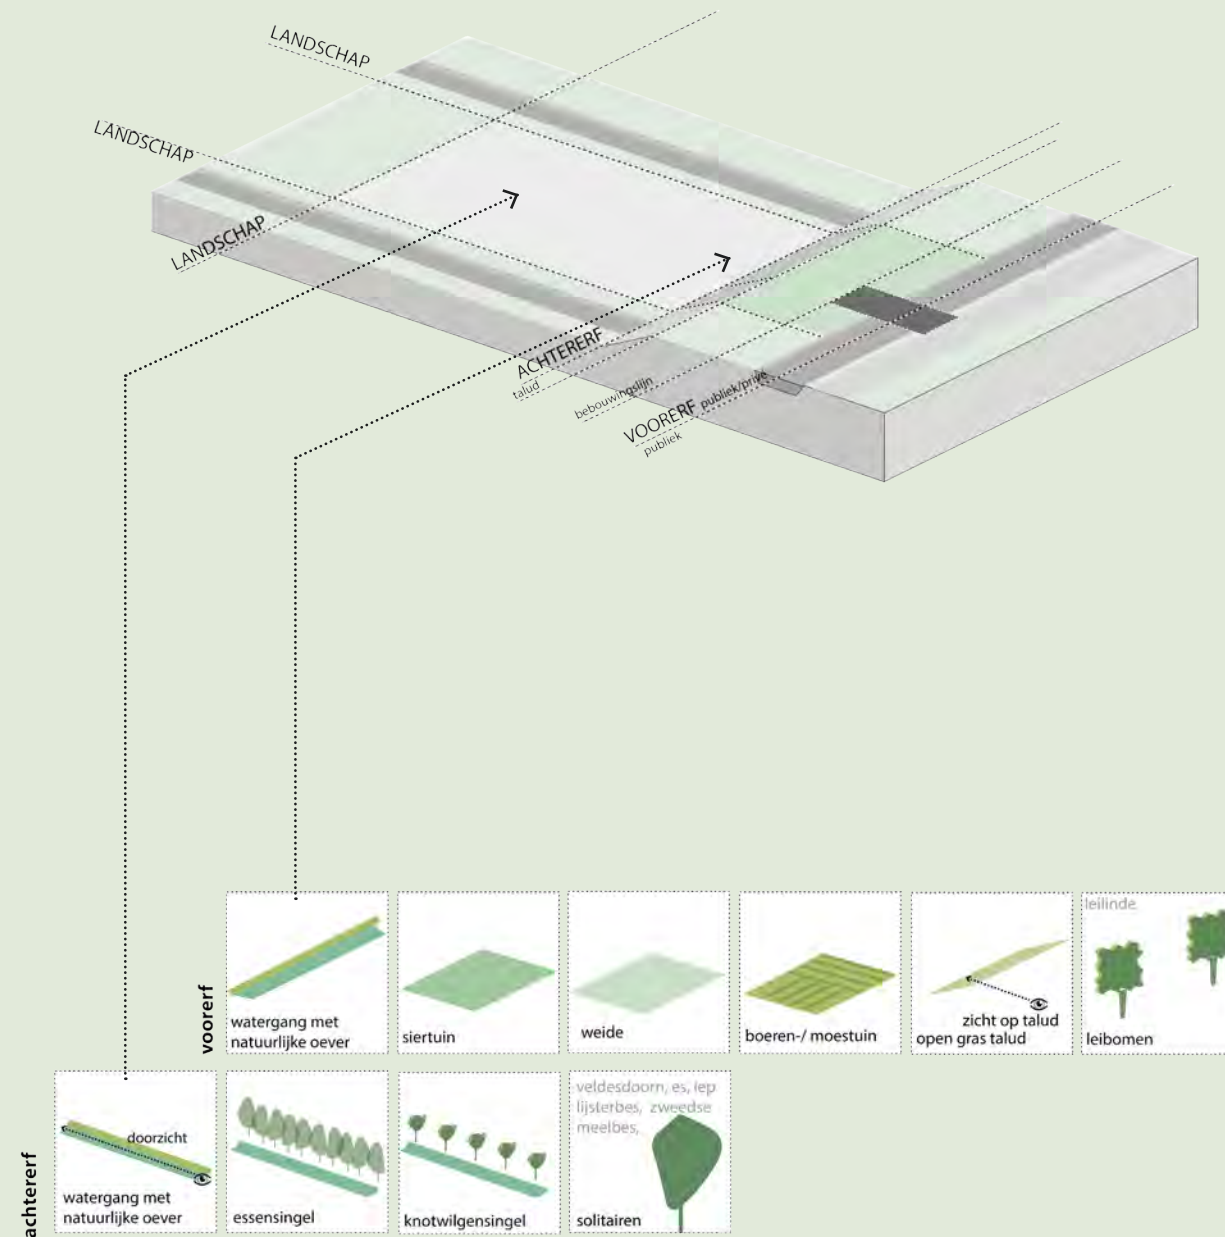 LANDSCHAP
LANDSCHAP
LANDSCHAP
ACHTERERF
talud
bebouwingslijn
VOORERF publiek/privé
publiek
voorerf
watergang met
natuurlijke oever
siertuin
weide
boeren-/ moestuin
zicht op talud
open gras talud
leilinde
leibomen
achtererf
doorzicht
watergang met
natuurlijke oever
essensingel
knotwilgensingel
veldesdoorn, es, iep
lijsterbes, zweedse
meelbes,
solitairen